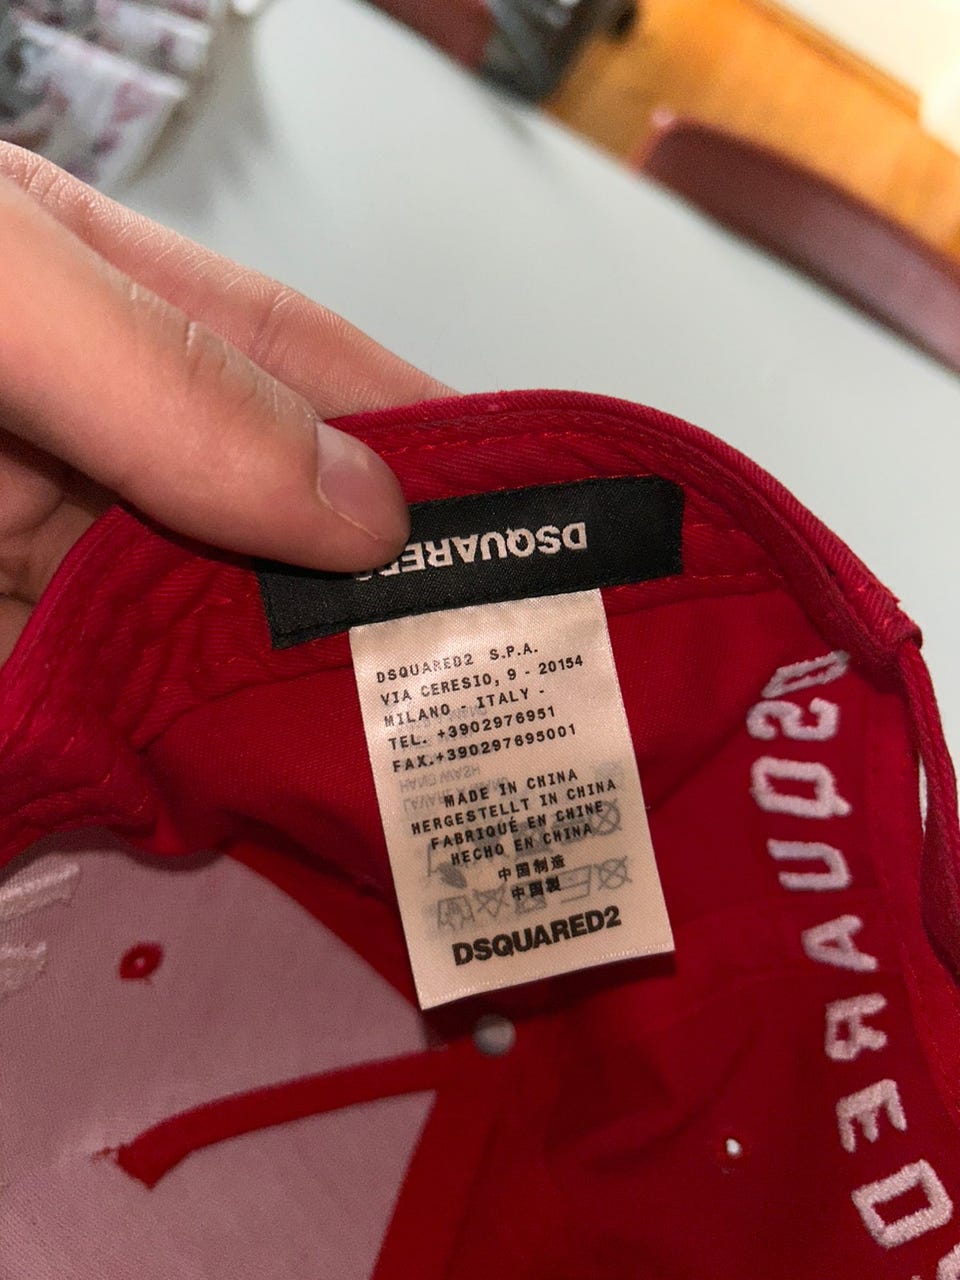 DSQUARED2
DSQUARED2 S.P.A.
VIA CERESIO, 9 - 20154
MILANO - ITALY -
TEL. +3902976951
FAX.+390297695001
MADE IN CHINA
HERGESTELLT IN CHINA
FABRIQUÉ EN CHINE
HECHO EN CHINA
中国制造
中国製
DSQUARED2
DSQUARED